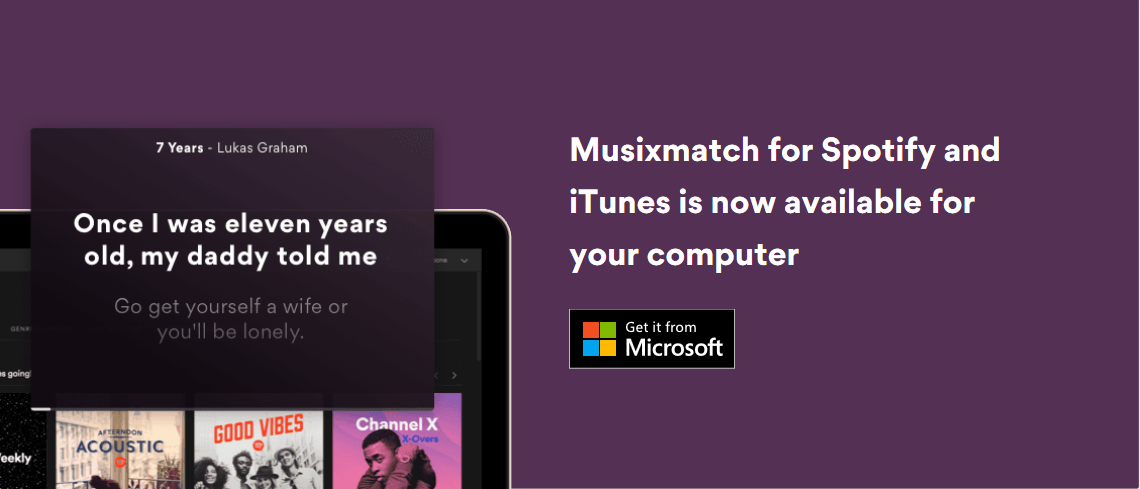 7 Years - Lukas Graham
Once I was eleven years
old, my daddy told me
Go get yourself a wife or
you'll be lonely.
going!
AFTERNOON
ACOUSTIC
GOOD VIBES
Channel X
X-Overs
Musixmatch for Spotify and
iTunes is now available for
your computer
Get it from
Microsoft